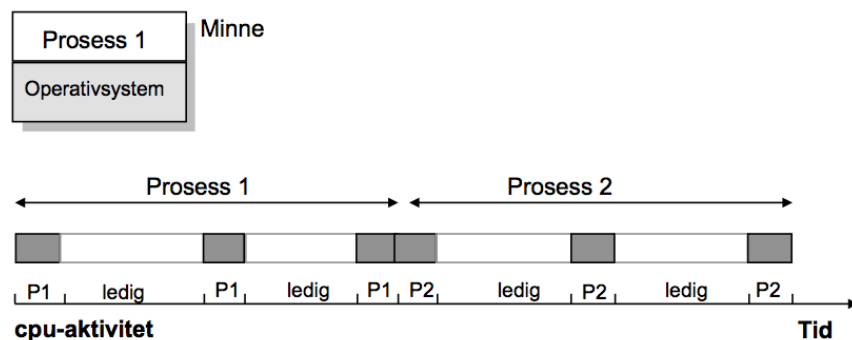 Prosess 1 Minne
Operativsystem
Prosess 1 Prosess 2
P1 ledig P1 ledig P1 P2 ledig P2 ledig P2
cpu-aktivitet Tid